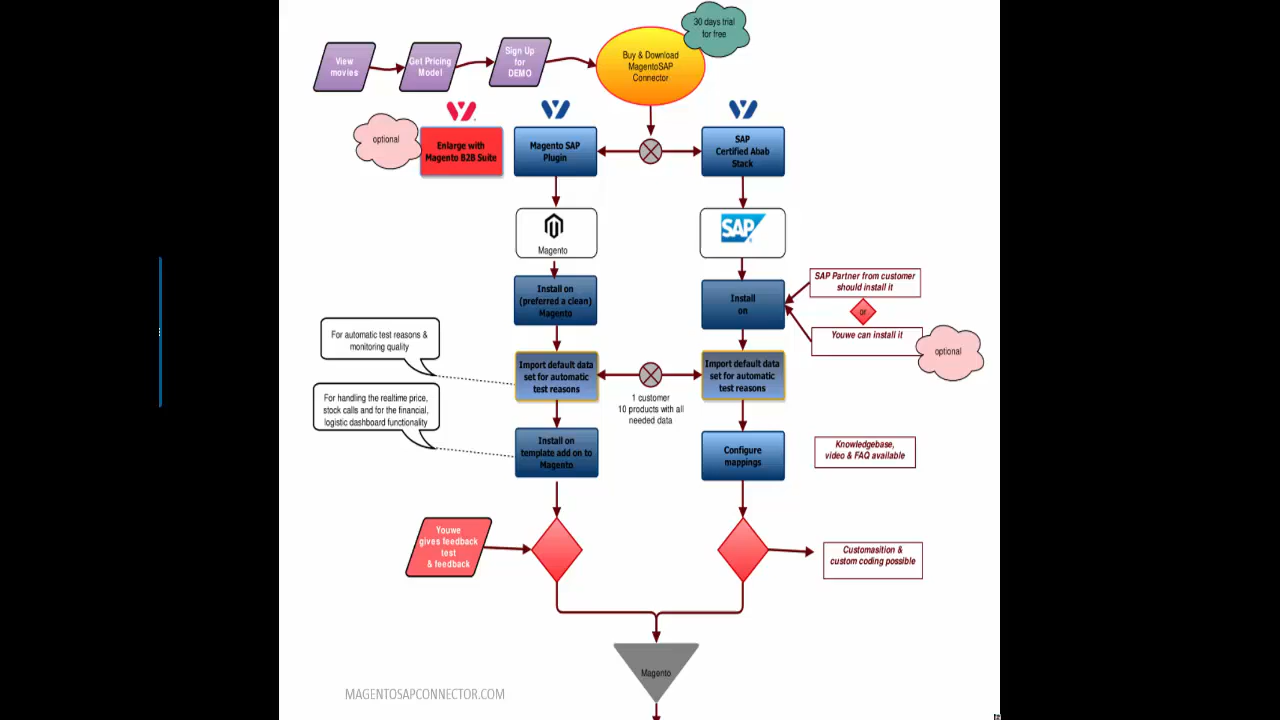 30 days trial
for free
View
movies
Get Pricing
Model
Sign Up
for
DEMO
Buy & Download
MagentoSAP
Connector
optional
Enlarge with
Magento B2B Suite
Magento SAP
Plugin
SAP
Certified Abab
Stack
Magento
SAP
Install on
(preferred a clean)
Magento
Install
on
SAP Partner from customer
should install it
or
Youwe can install it
optional
For automatic test reasons &
monitoring quality
Import default data
set for automatic
test reasons
Import default data
set for automatic
test reasons
1 customer
10 products with all
needed data
For handling the realtime price,
stock calls and for the financial,
logistic dashboard functionality
Install on
template add on to
Magento
Configure
mappings
Knowledgebase,
video & FAQ available
Youwe
gives feedback
test
& feedback
Customasition &
custom coding possible
Magento
MAGENTOSAPCONNECTOR.COM